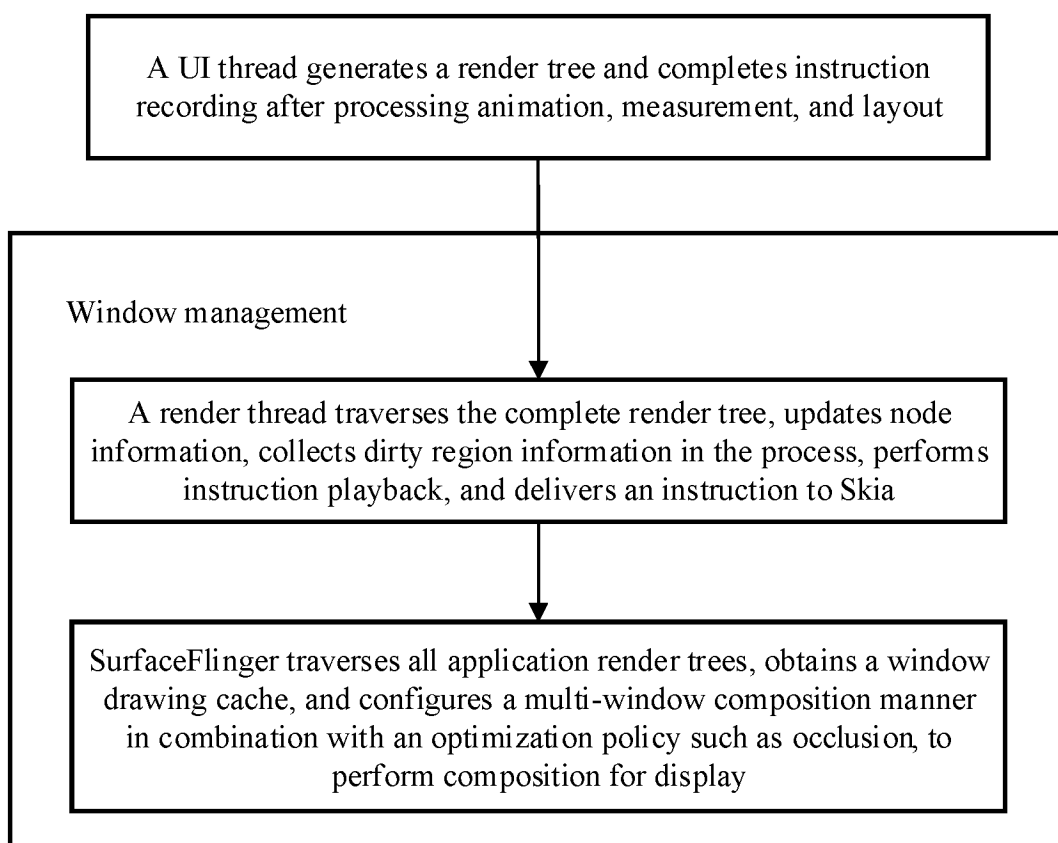 A UI thread generates a render tree and completes instruction
recording after processing animation, measurement, and layout
Window management
A render thread traverses the complete render tree, updates node
information, collects dirty region information in the process, performs
instruction playback, and delivers an instruction to Skia
SurfaceFlinger traverses all application render trees, obtains a window
drawing cache, and configures a multi-window composition manner
in combination with an optimization policy such as occlusion, to
perform composition for display